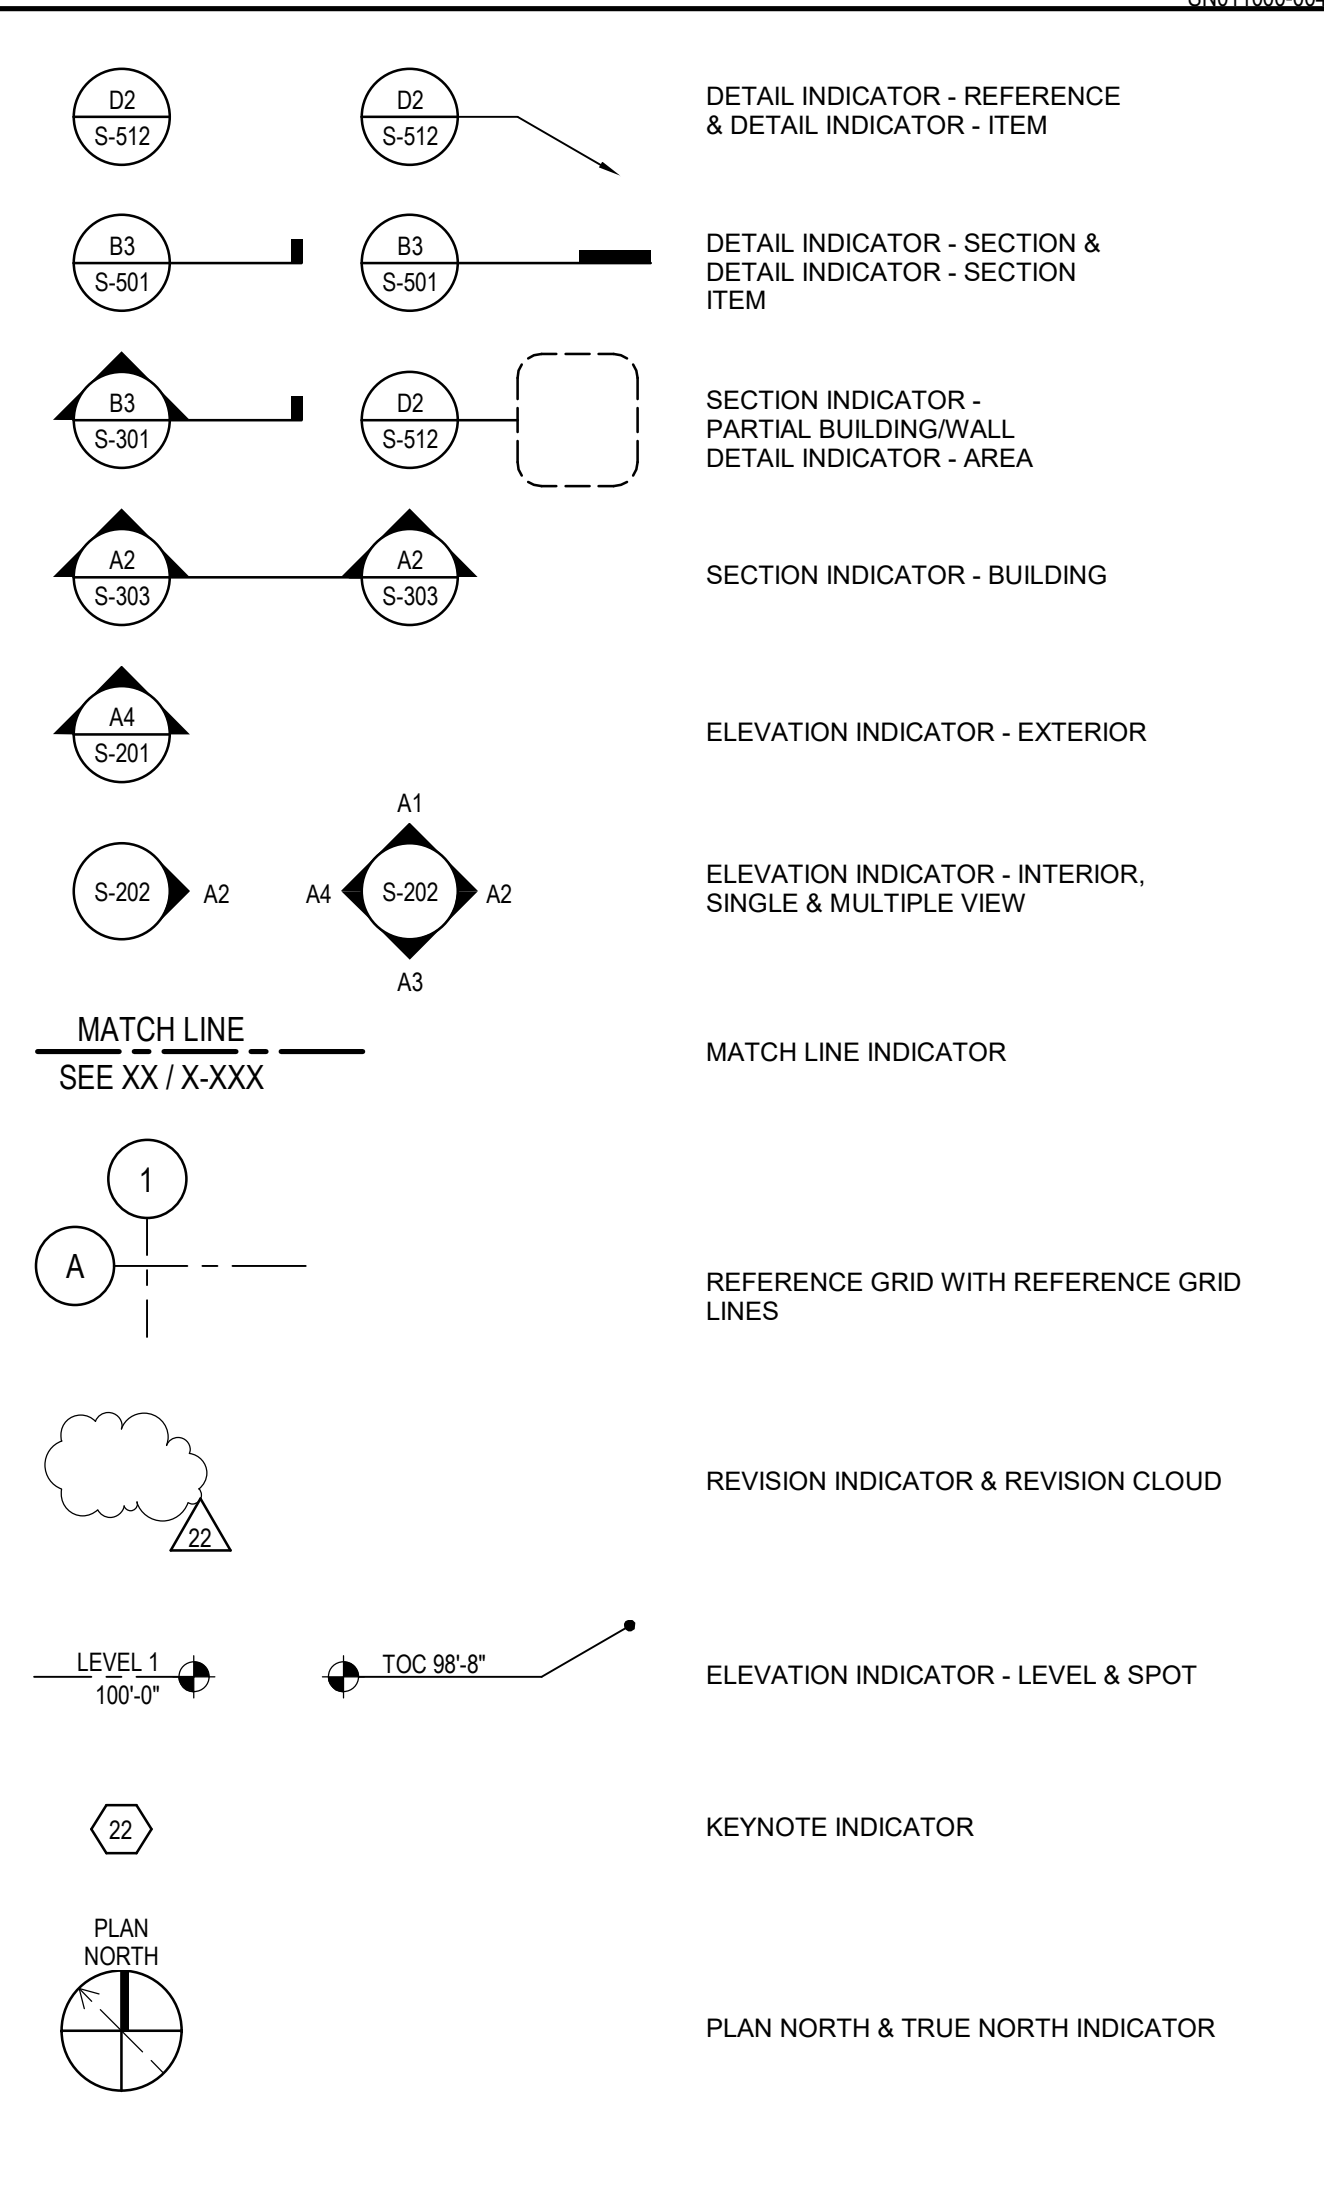 D2
S-512
D2
S-512
DETAIL INDICATOR - REFERENCE
& DETAIL INDICATOR - ITEM
B3
S-501
B3
S-501
DETAIL INDICATOR - SECTION &
DETAIL INDICATOR - SECTION
ITEM
B3
S-301
D2
S-512
SECTION INDICATOR -
PARTIAL BUILDING/WALL
DETAIL INDICATOR - AREA
A2
S-303
A2
S-303
SECTION INDICATOR - BUILDING
A4
S-201
ELEVATION INDICATOR - EXTERIOR
S-202
A2
A1
A4
S-202
A2
A3
ELEVATION INDICATOR - INTERIOR,
SINGLE & MULTIPLE VIEW
MATCH LINE
SEE XX / X-XXX
MATCH LINE INDICATOR
1
A
REFERENCE GRID WITH REFERENCE GRID
LINES
22
REVISION INDICATOR & REVISION CLOUD
LEVEL 1
100'-0"
TOC 98'-8"
ELEVATION INDICATOR - LEVEL & SPOT
22
KEYNOTE INDICATOR
PLAN
NORTH
PLAN NORTH & TRUE NORTH INDICATOR